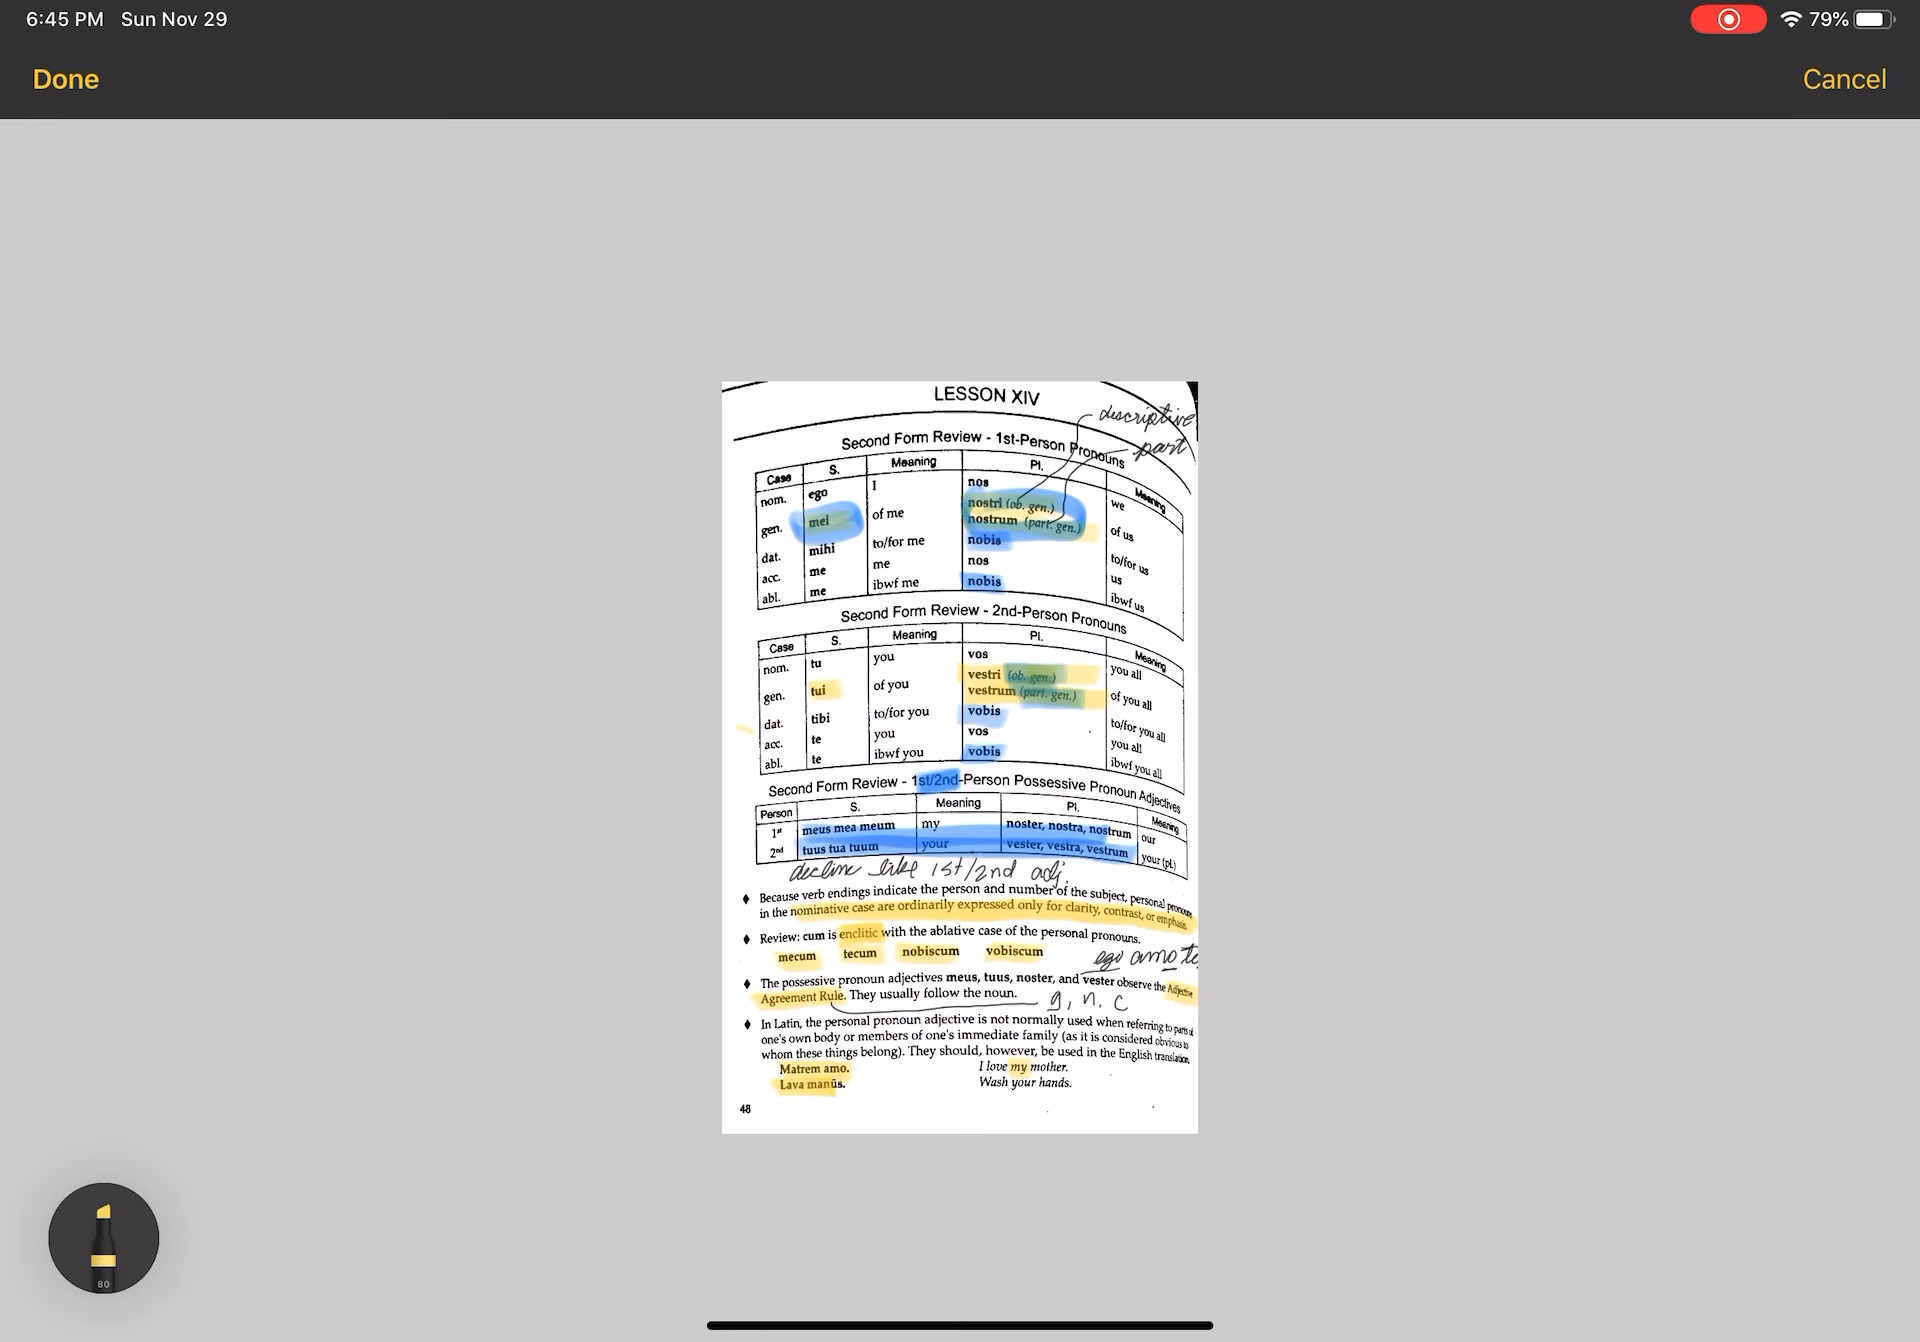 6:45 PM Sun Nov 29
79%
Done
Cancel
LESSON XIV
descriptive
part
Second Form Review - 1st-Person Pronouns
Case S. Meaning Pl. Meaning
nom. ego I nos we
gen. mei of me nostri (ob. gen.) of us
nostrum (part. gen.)
dat. mihi to/for me nobis to/for us
acc. me me nos us
abl. me ibwf me nobis ibwf us
Second Form Review - 2nd-Person Pronouns
Case S. Meaning Pl. Meaning
nom. tu you vos you all
gen. tui of you vestri (ob. gen.) of you all
vestrum (part. gen.)
dat. tibi to/for you vobis to/for you all
acc. te you vos you all
abl. te ibwf you vobis ibwf you all
Second Form Review - 1st/2nd-Person Possessive Pronoun Adjectives
Person S. Meaning Pl. Meaning
1st meus mea meum my noster, nostra, nostrum our
2nd tuus tua tuum your vester, vestra, vestrum your (pl.)
decline like 1st/2nd adj.
♦ Because verb endings indicate the person and number of the subject, personal pronouns
in the nominative case are ordinarily expressed only for clarity, contrast, or emphasis.
♦ Review: cum is enclitic with the ablative case of the personal pronouns.
mecum tecum nobiscum vobiscum
ego amo te
♦ The possessive pronoun adjectives meus, tuus, noster, and vester observe the Adjective
Agreement Rule. They usually follow the noun.
g, n. c
♦ In Latin, the personal pronoun adjective is not normally used when referring to parts of
one's own body or members of one's immediate family (as it is considered obvious to
whom these things belong). They should, however, be used in the English translation.
Matrem amo. I love my mother.
Lava manūs. Wash your hands.
48
80